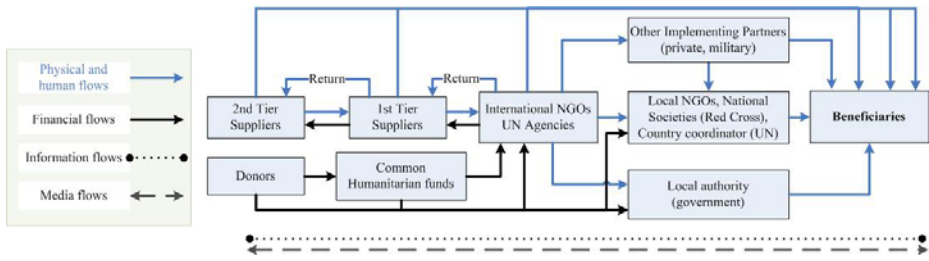 Physical and
human flows
Financial flows
Information flows
Media flows
Return
Return
2nd Tier
Suppliers
1st Tier
Suppliers
International NGOs
UN Agencies
Other Implementing Partners
(private, military)
Local NGOs, National
Societies (Red Cross),
Country coordinator (UN)
Beneficiaries
Donors
Common
Humanitarian funds
Local authority
(government)